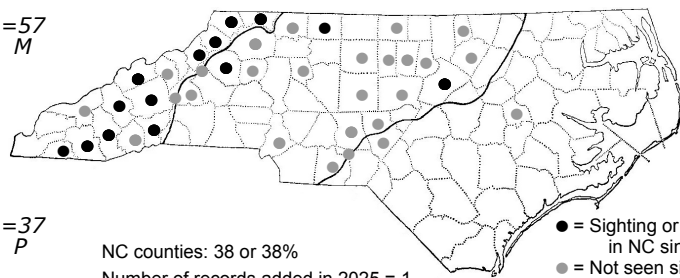 =57
M
=37
P
NC counties: 38 or 38%
Number of records added in 2025 = 1
● = Sighting or
in NC sin
● = Not seen si